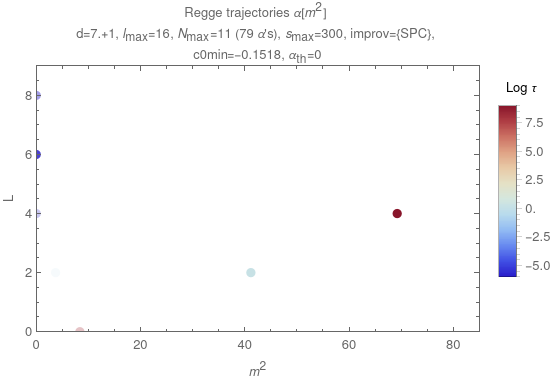 Regge trajectories α[m²]
d=7.+1, l_max=16, N_max=11 (79 α's), s_max=300, improv={SPC},
c0min=-0.1518, α_th=0
Log τ
8
6
4
2
0
L
0
20
40
60
80
m²
7.5
5.0
2.5
0.
-2.5
-5.0